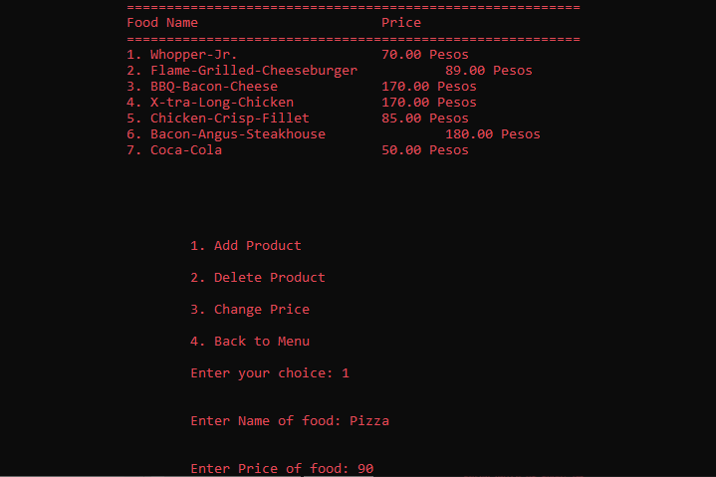 =========================================================
Food Name Price
=========================================================
1. Whopper-Jr. 70.00 Pesos
2. Flame-Grilled-Cheeseburger 89.00 Pesos
3. BBQ-Bacon-Cheese 170.00 Pesos
4. X-tra-Long-Chicken 170.00 Pesos
5. Chicken-Crisp-Fillet 85.00 Pesos
6. Bacon-Angus-Steakhouse 180.00 Pesos
7. Coca-Cola 50.00 Pesos
1. Add Product
2. Delete Product
3. Change Price
4. Back to Menu
Enter your choice: 1
Enter Name of food: Pizza
Enter Price of food: 90